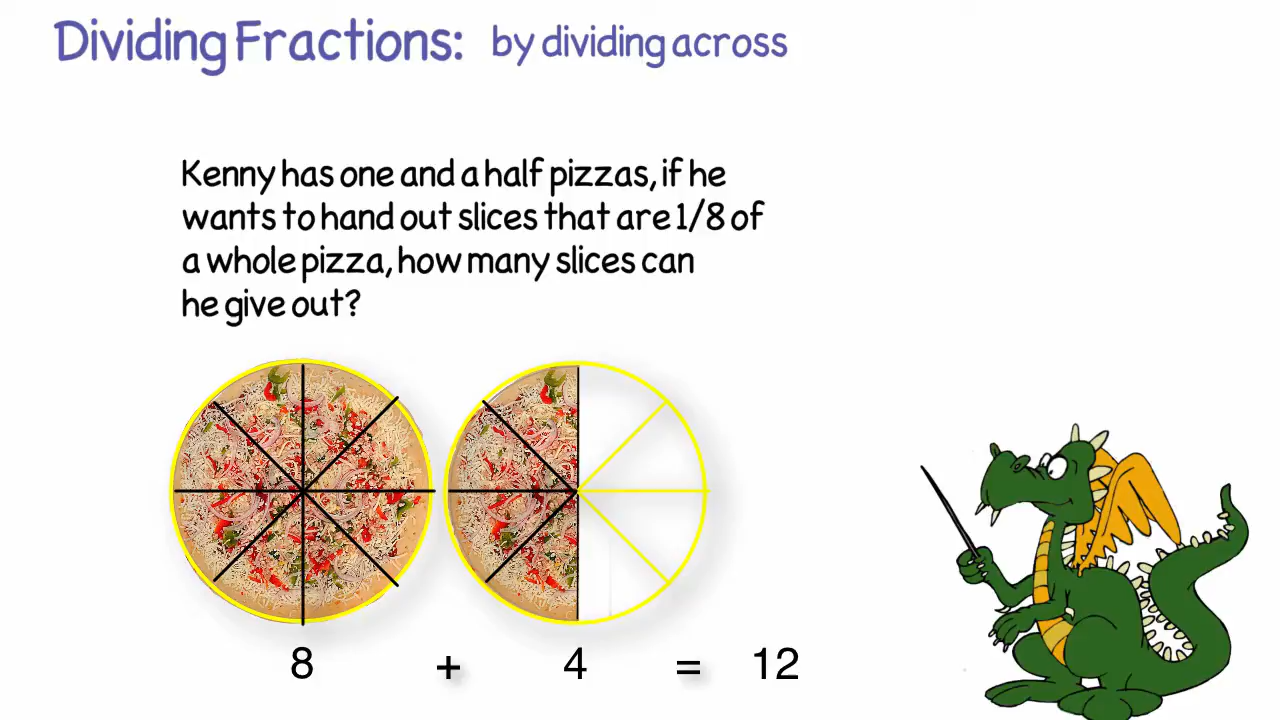 Dividing Fractions: by dividing across
Kenny has one and a half pizzas, if he
wants to hand out slices that are 1/8 of
a whole pizza, how many slices can
he give out?
8 + 4 = 12